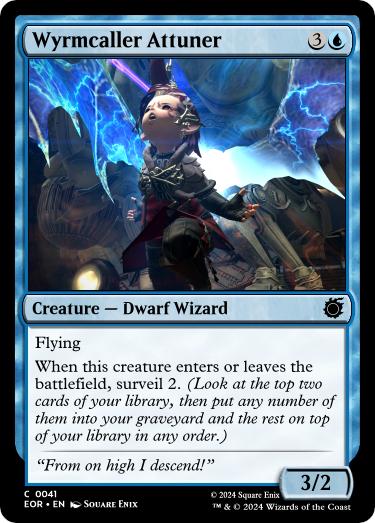 Wyrmcaller Attuner 3
Creature — Dwarf Wizard
Flying
When this creature enters or leaves the
battlefield, surveil 2. (Look at the top two
cards of your library, then put any number of
them into your graveyard and the rest on top
of your library in any order.)
“From on high I descend!”
3/2
C 0041
EOR • EN Square Enix
© 2024 Square Enix
™ & © 2024 Wizards of the Coast